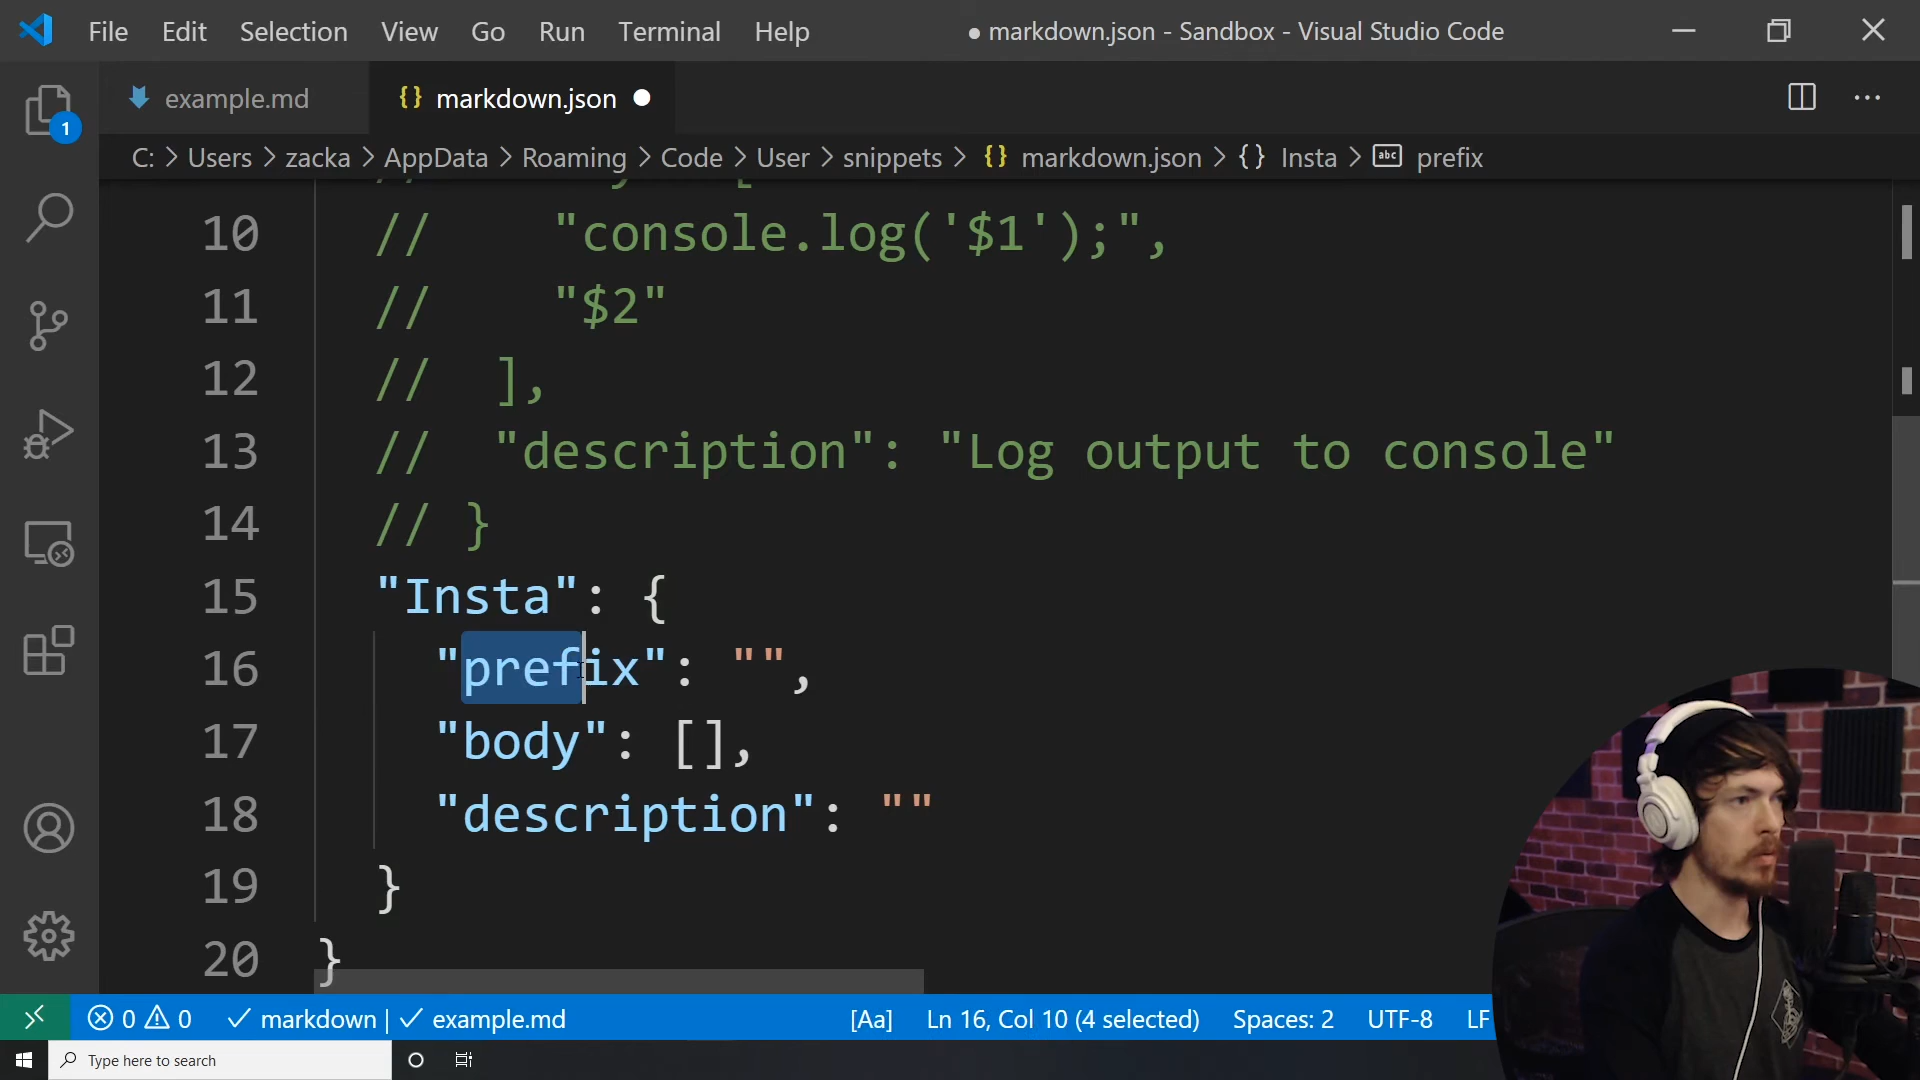 File Edit Selection View Go Run Terminal Help ● markdown.json - Sandbox - Visual Studio Code
example.md {} markdown.json ●
C: > Users > zacka > AppData > Roaming > Code > User > snippets > {} markdown.json > {} Insta > abc prefix
10 // "console.log('$1');",
11 // "$2"
12 // ],
13 // "description": "Log output to console"
14 // }
15 "Insta": {
16 "prefix": "",
17 "body": [],
18 "description": ""
19 }
20 }
1
0 0 markdown | example.md [Aa] Ln 16, Col 10 (4 selected) Spaces: 2 UTF-8 LF
Type here to search